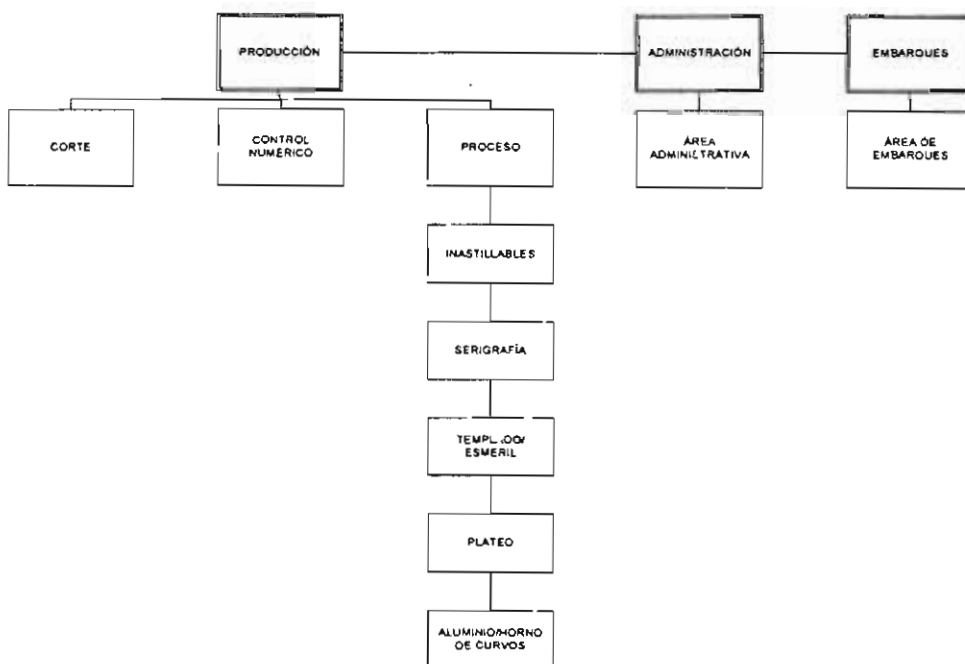 PRODUCCIÓN
ADMINISTRACIÓN
EMBARQUES
CORTE
CONTROL
NUMÉRICO
PROCESO
ÁREA
ADMINISTRATIVA
ÁREA DE
EMBARQUES
INASTILLABLES
SERIGRAFÍA
ESMERIL
PLATEO
ALUMINIO/HORNO
DE CURVOS